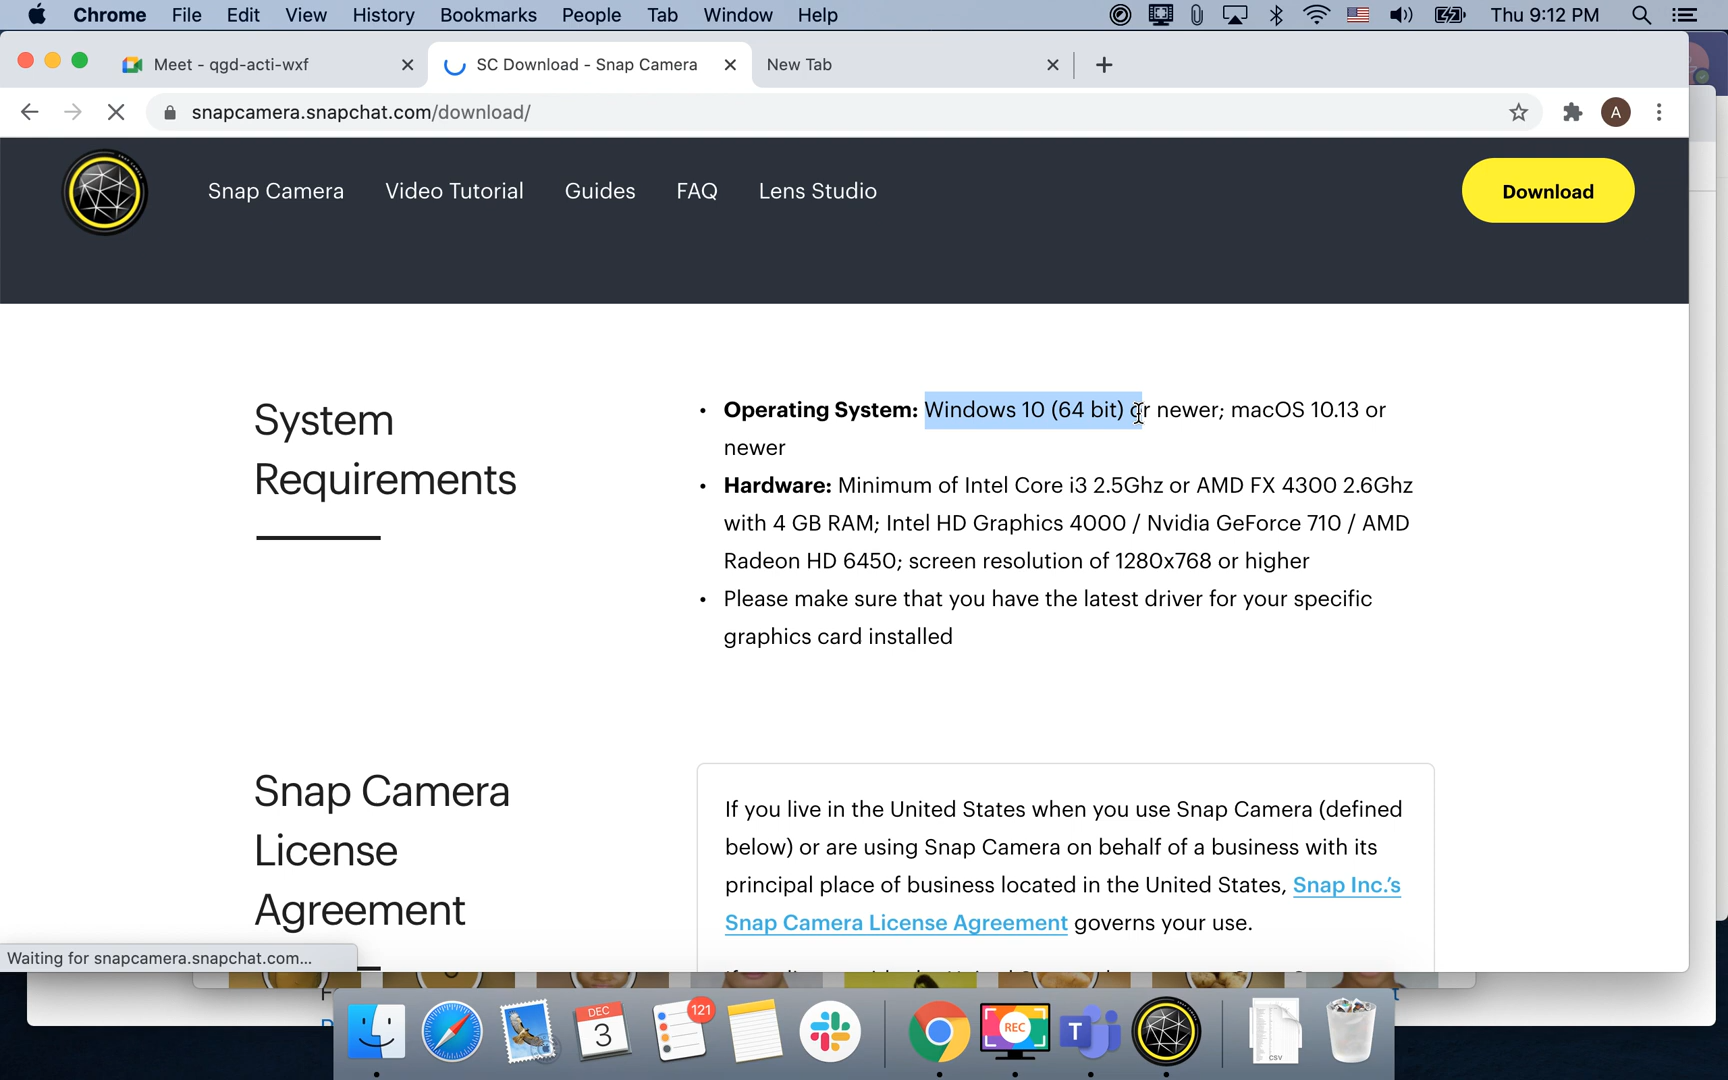 Chrome File Edit View History Bookmarks People Tab Window Help Thu 9:12 PM
Meet - qgd-acti-wxf SC Download - Snap Camera New Tab
snapcamera.snapchat.com/download/ A
Snap Camera Video Tutorial Guides FAQ Lens Studio Download
System
Requirements
• Operating System: Windows 10 (64 bit) or newer; macOS 10.13 or
newer
• Hardware: Minimum of Intel Core i3 2.5Ghz or AMD FX 4300 2.6Ghz
with 4 GB RAM; Intel HD Graphics 4000 / Nvidia GeForce 710 / AMD
Radeon HD 6450; screen resolution of 1280x768 or higher
• Please make sure that you have the latest driver for your specific
graphics card installed
Snap Camera
License
Agreement
If you live in the United States when you use Snap Camera (defined
below) or are using Snap Camera on behalf of a business with its
principal place of business located in the United States, Snap Inc.'s
Snap Camera License Agreement governs your use.
Waiting for snapcamera.snapchat.com...
DEC
3
121
REC
T
CSV